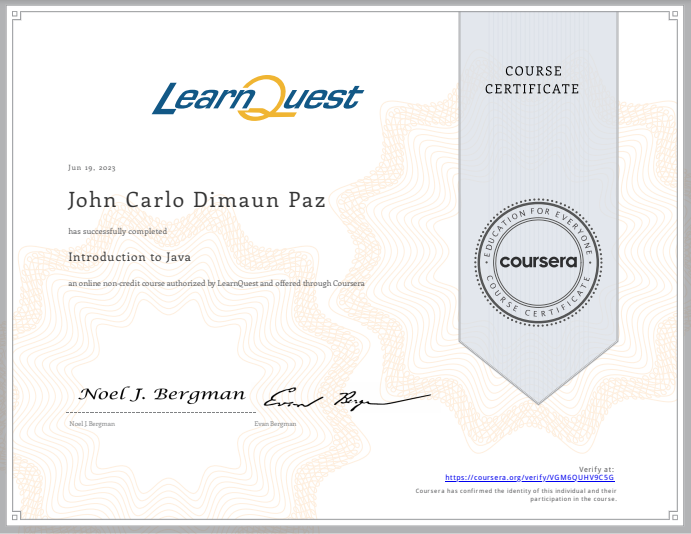 LearnQuest
COURSE
CERTIFICATE
Jun 19, 2023
John Carlo Dimaun Paz
has successfully completed
Introduction to Java
an online non-credit course authorized by LearnQuest and offered through Coursera
EDUCATION FOR EVERYONE
coursera
COURSE CERTIFICATE
Noel J. Bergman
Noel J.Bergman
Evan Bergman
Verify at:
https://coursera.org/verify/VGM6QUHV9CSG
Coursera has confirmed the identity of this individual and their
participation in the course.